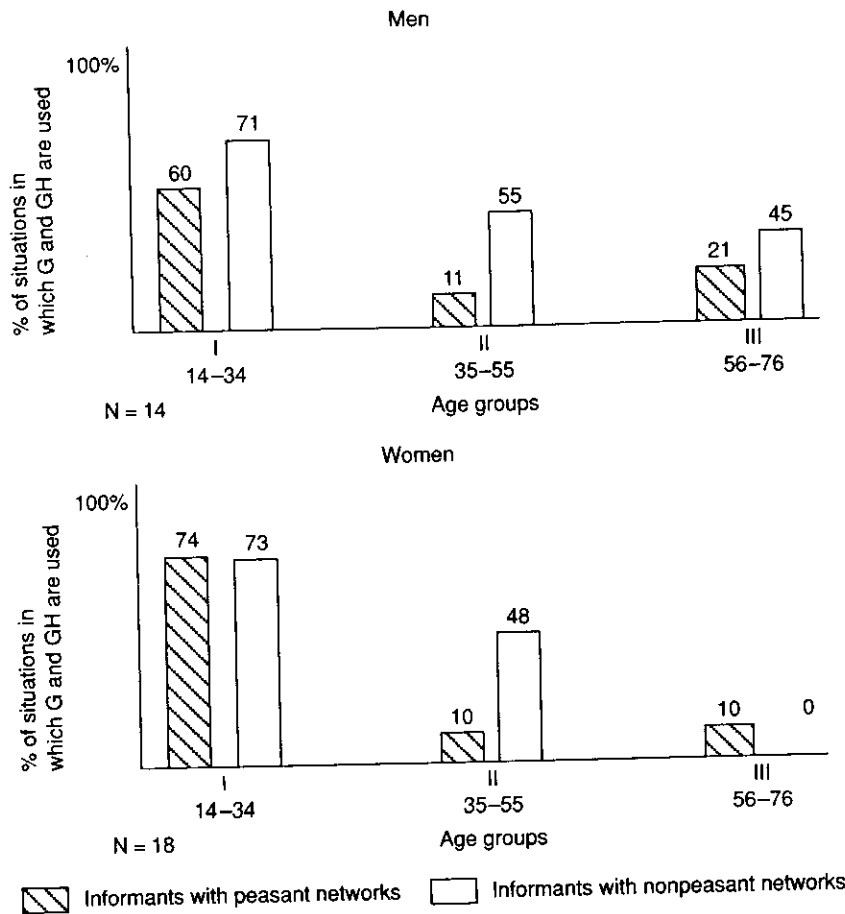 Men
100%
% of situations in
which G and GH are used
60
71
11
55
21
45
I
II
III
14–34
35–55
56–76
N = 14
Age groups
Women
100%
% of situations in
which G and GH are used
74
73
10
48
10
0
I
II
III
14–34
35–55
56–76
N = 18
Age groups
Informants with peasant networks
Informants with nonpeasant networks